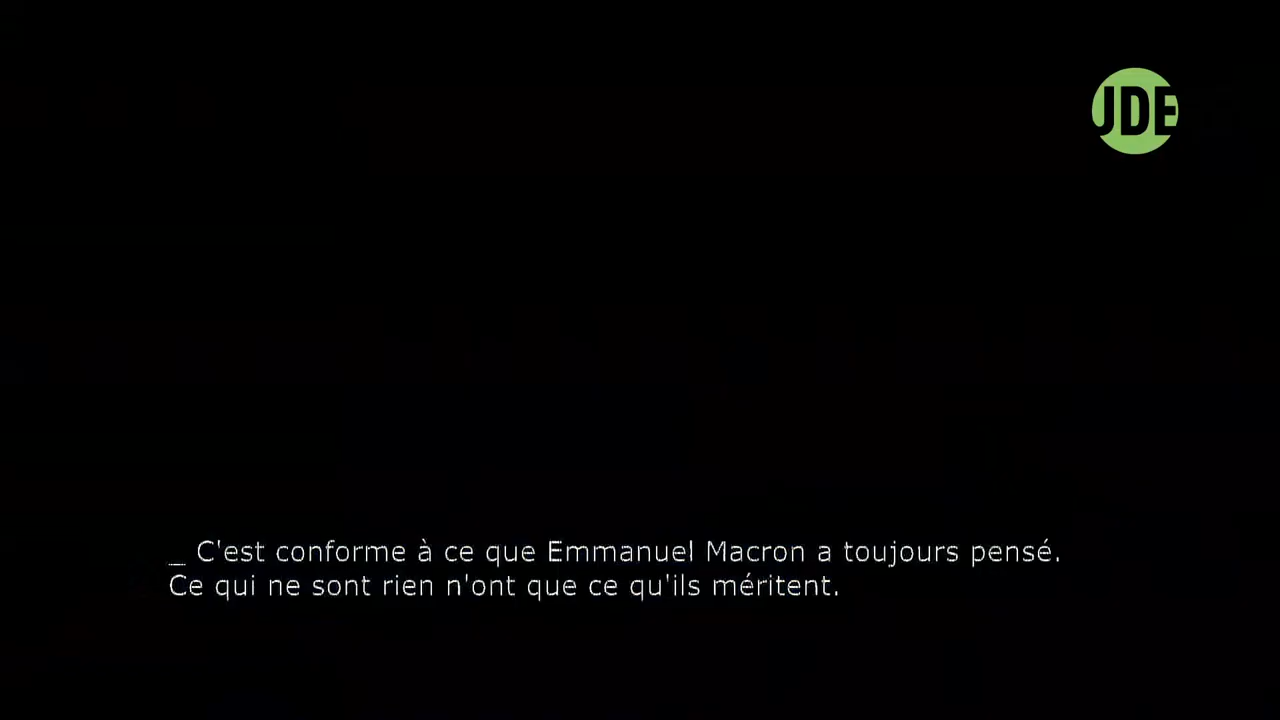 JDE
_ C'est conforme à ce que Emmanuel Macron a toujours pensé.
Ce qui ne sont rien n'ont que ce qu'ils méritent.